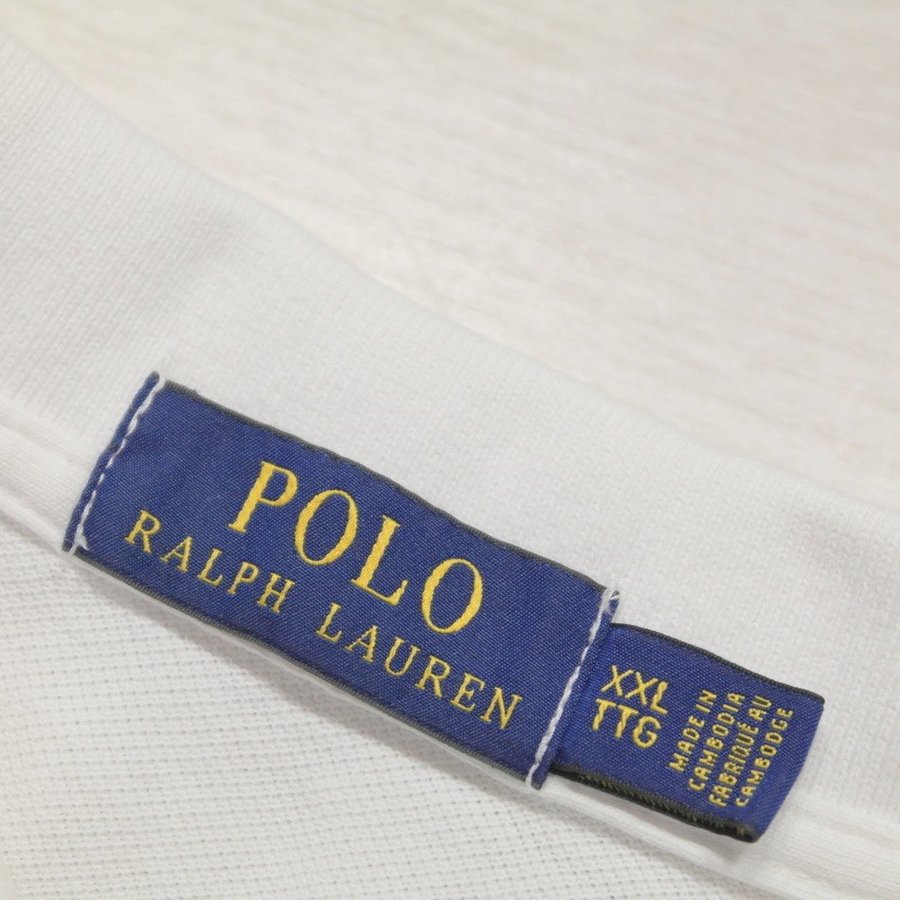 POLO
RALPH LAUREN
XXL
TTG
MADE IN
CAMBODIA
FABRIQUÉ AU
CAMBODGE